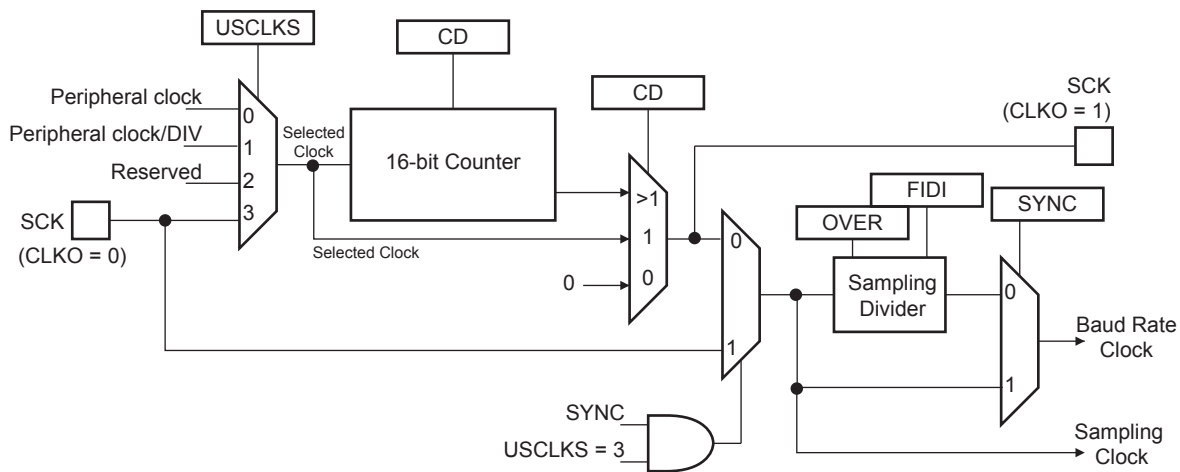 USCLKS
CD
CD
SCK
(CLKO = 1)
Peripheral clock
Peripheral clock/DIV
Reserved
SCK
(CLKO = 0)
0
1
2
3
Selected
Clock
16-bit Counter
Selected Clock
0
>1
1
0
0
1
FIDI
OVER
SYNC
Sampling
Divider
0
1
Baud Rate
Clock
Sampling
Clock
SYNC
USCLKS = 3